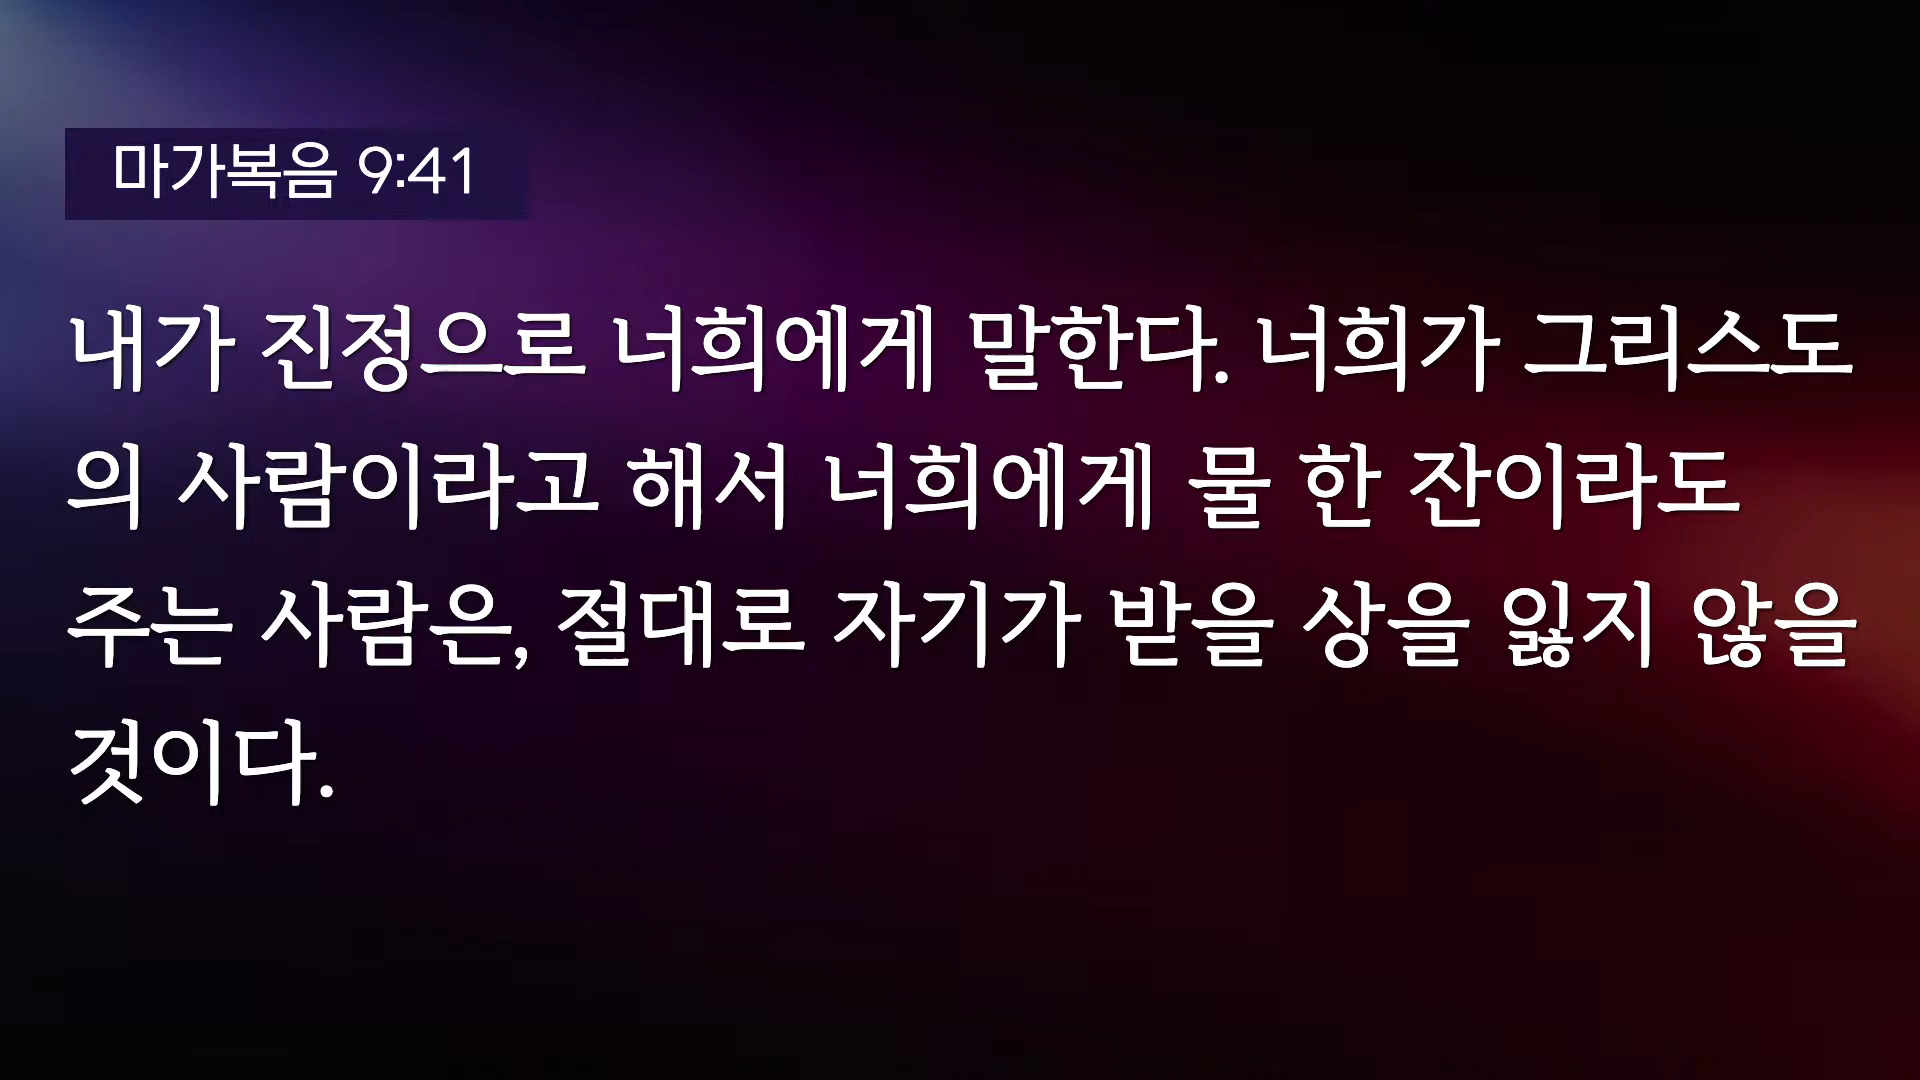 마가복음 9:41
내가 진정으로 너희에게 말한다. 너희가 그리스도
의 사람이라고 해서 너희에게 물 한 잔이라도
주는 사람은, 절대로 자기가 받을 상을 잃지 않을
것이다.